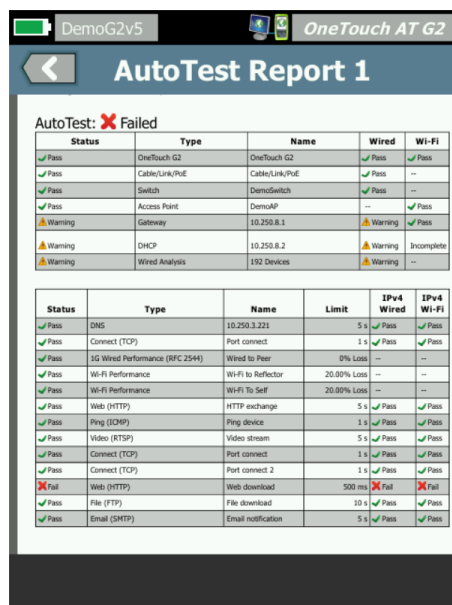 DemoG2v5
OneTouch AT G2
AutoTest Report 1
AutoTest: Failed
Status Type Name Wired Wi-Fi
Pass OneTouch G2 OneTouch G2 Pass Pass
Pass Cable/Link/PoE Cable/Link/PoE Pass --
Pass Switch DemoSwitch Pass --
Pass Access Point DemoAP -- Pass
Warning Gateway 10.250.8.1 Warning Pass
Warning DHCP 10.250.8.2 Warning Incomplete
Warning Wired Analysis 192 Devices Warning --
Status Type Name Limit IPv4 Wired IPv4 Wi-Fi
Pass DNS 10.250.3.221 5 s Pass Pass
Pass Connect (TCP) Port connect 1 s Pass Pass
Pass 1G Wired Performance (RFC 2544) Wired to Peer 0% Loss -- --
Pass Wi-Fi Performance Wi-Fi to Reflector 20.00% Loss -- --
Pass Wi-Fi Performance Wi-Fi To Self 20.00% Loss -- --
Pass Web (HTTP) HTTP exchange 5 s Pass Pass
Pass Ping (ICMP) Ping device 1 s Pass Pass
Pass Video (RTSP) Video stream 5 s Pass Pass
Pass Connect (TCP) Port connect 1 s Pass Pass
Pass Connect (TCP) Port connect 2 1 s Pass Pass
Fail Web (HTTP) Web download 500 ms Fail Fail
Pass File (FTP) File download 10 s Pass Pass
Pass Email (SMTP) Email notification 5 s Pass Pass